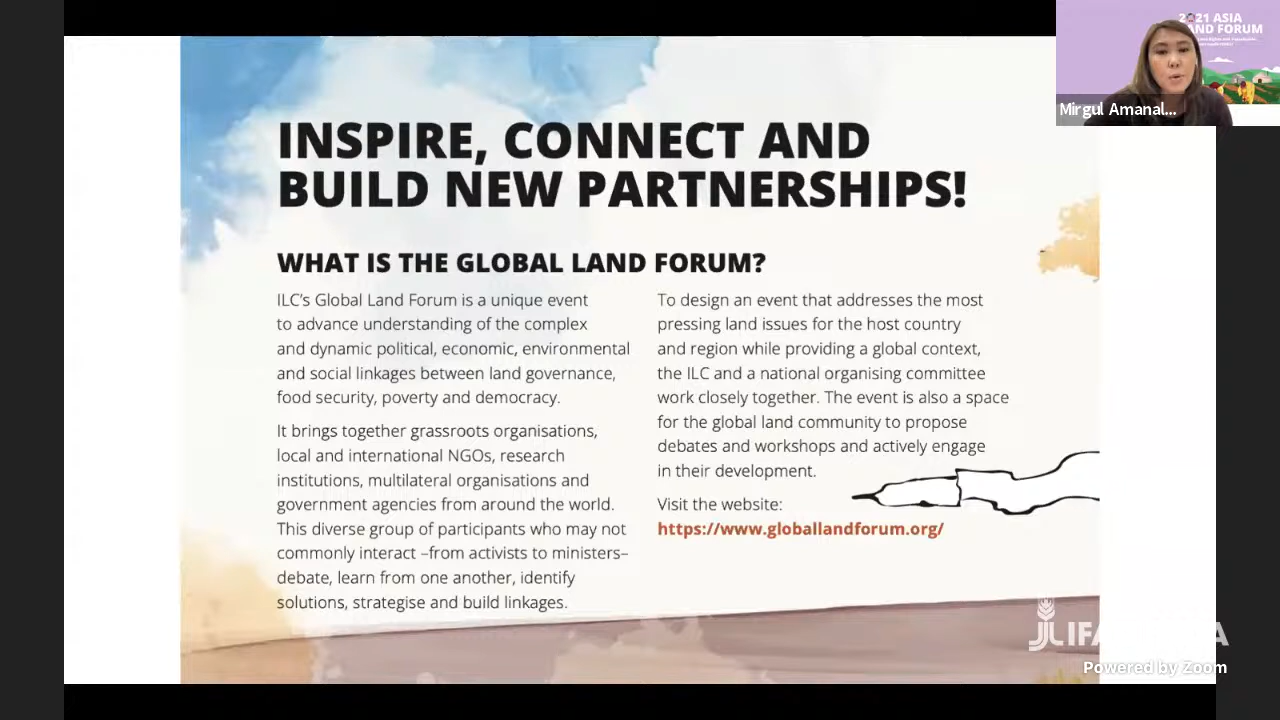 INSPIRE, CONNECT AND
BUILD NEW PARTNERSHIPS!
WHAT IS THE GLOBAL LAND FORUM?
ILC’s Global Land Forum is a unique event
to advance understanding of the complex
and dynamic political, economic, environmental
and social linkages between land governance,
food security, poverty and democracy.
It brings together grassroots organisations,
local and international NGOs, research
institutions, multilateral organisations and
government agencies from around the world.
This diverse group of participants who may not
commonly interact –from activists to ministers–
debate, learn from one another, identify
solutions, strategise and build linkages.
To design an event that addresses the most
pressing land issues for the host country
and region while providing a global context,
the ILC and a national organising committee
work closely together. The event is also a space
for the global land community to propose
debates and workshops and actively engage
in their development.
Visit the website:
https://www.globallandforum.org/
2021 ASIA
LAND FORUM
Mirgul Amanal...
Powered by Zoom